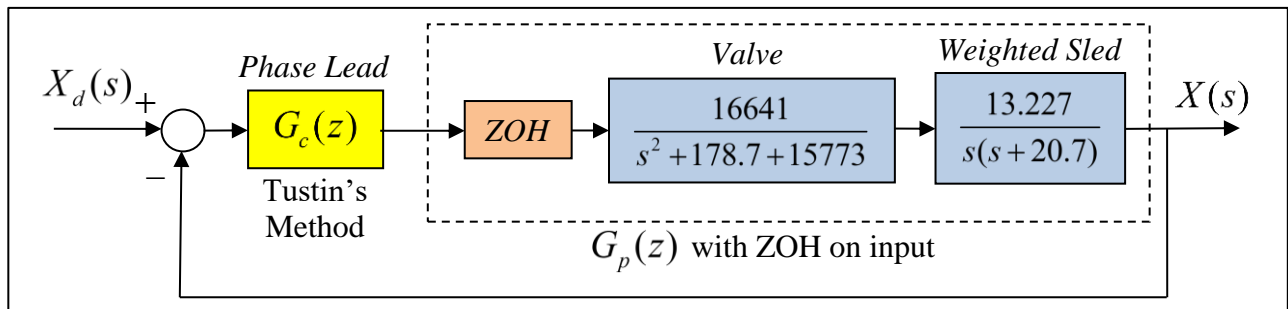 Phase Lead
Valve
Weighted Sled
X_d(s)
+
−
G_c(z)
ZOH
16641
s² +178.7+15773
13.227
s(s+20.7)
X(s)
Tustin's
Method
G_p(z) with ZOH on input